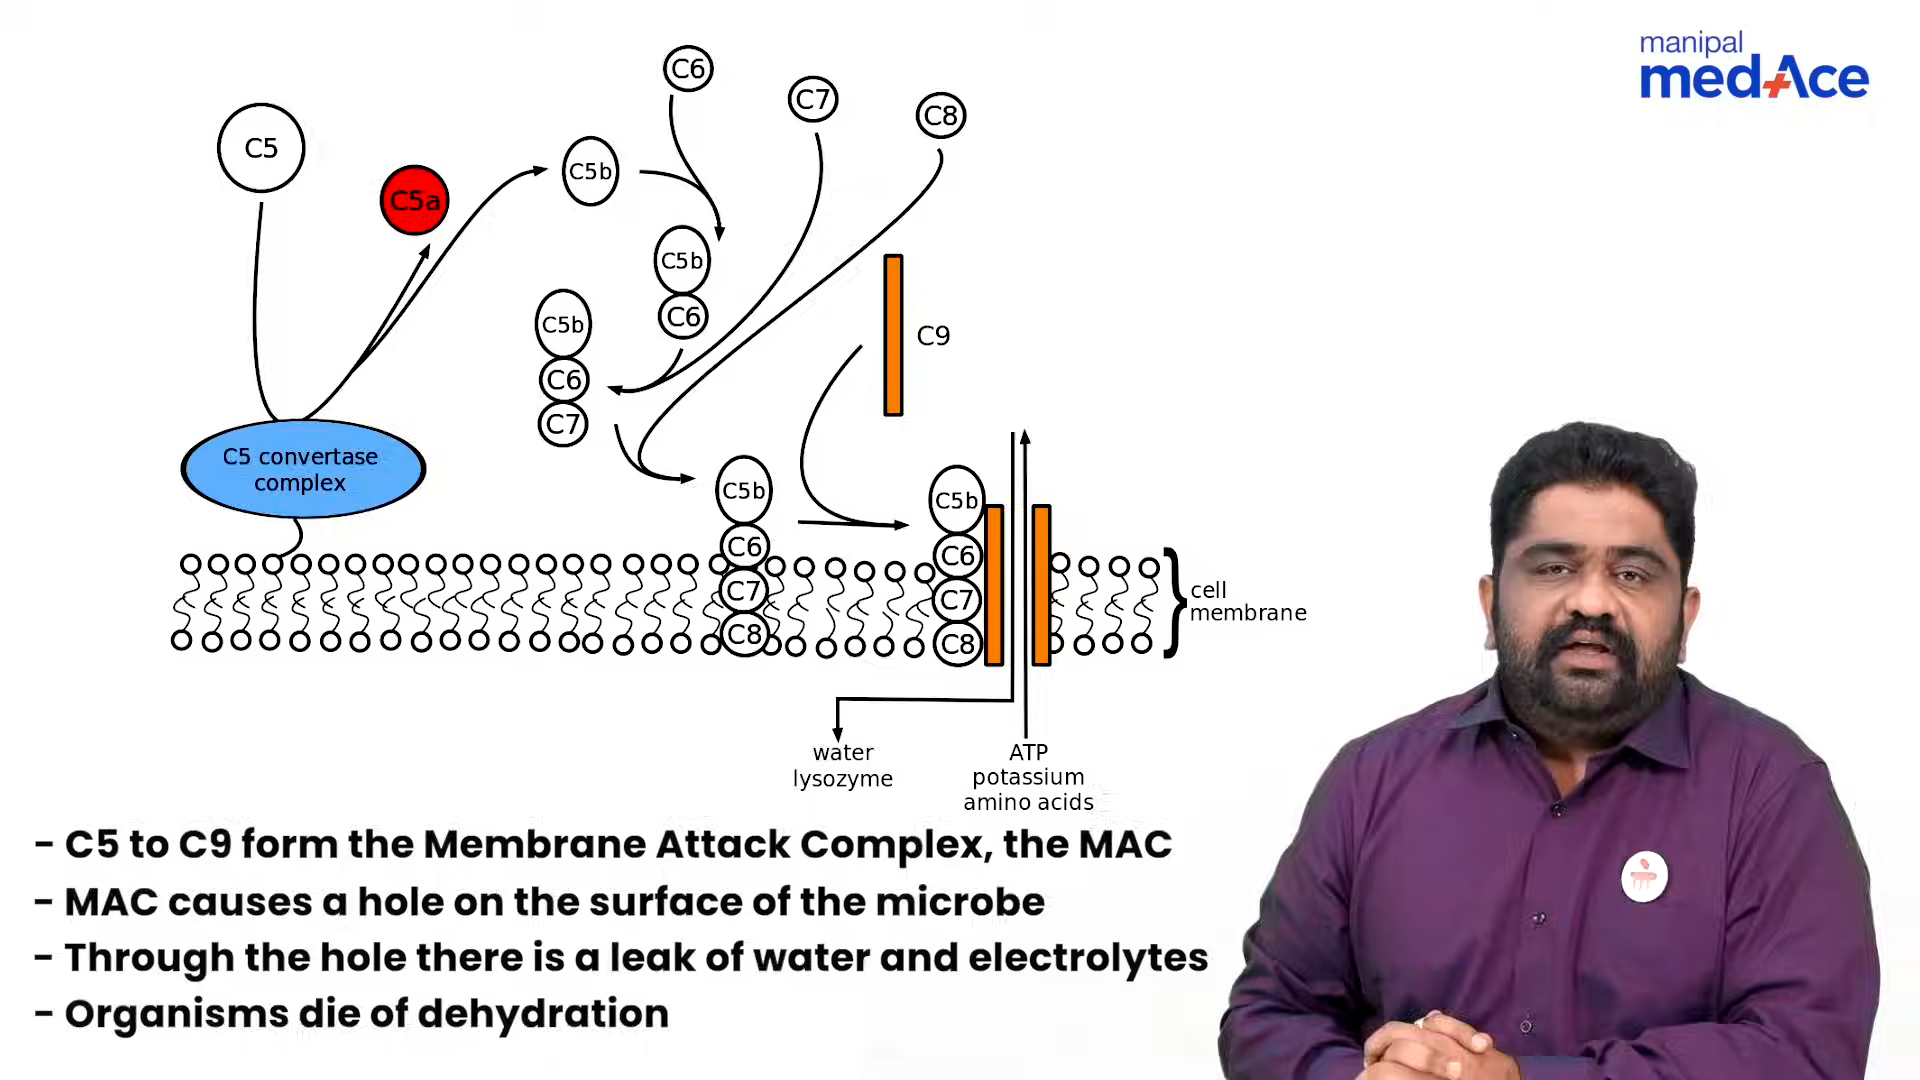 manipal
medAce
C6
C7
C8
C5
C5b
C5a
C5b
C6
C5b
C6
C7
C9
C5 convertase
complex
C5b
C6
C7
C8
C5b
C6
C7
C8
cell
membrane
water
lysozyme
ATP
potassium
amino acids
- C5 to C9 form the Membrane Attack Complex, the MAC
- MAC causes a hole on the surface of the microbe
- Through the hole there is a leak of water and electrolytes
- Organisms die of dehydration